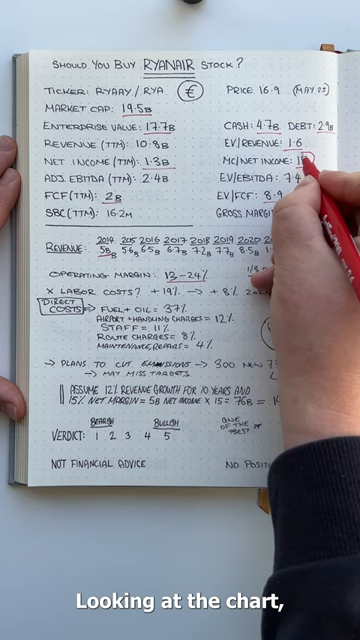 SHOULD YOU BUY RYANAIR STOCK?
TICKER: RYAAY / RYA € PRICE: 16.9 (MAY 23)
MARKET CAP: 19.5B
ENTERPRISE VALUE: 17.7B CASH: 4.7B DEBT: 2.9B
REVENUE (TTM): 10.8B EV/REVENUE: 1.6
NET INCOME (TTM): 1.3B MC/NET INCOME:
ADJ. EBITDA (TTM): 2.4B EV/EBITDA: 7.4
FCF (TTM): 2B EV/FCF: 8.9
SBC (TTM): 16.2M GROSS MARGIN
REVENUE: 2014 2015 2016 2017 2018 2019 2020
5B 5.6B 6.5B 6.7B 7.2B 7.7B 8.5B
OPERATING MARGIN: 13-24%
X LABOR COSTS? → +19% → +8%
DIRECT COSTS → FUEL + OIL = 37%
AIRPORT + HANDLING CHARGES = 12%
STAFF = 11%
ROUTE CHARGES = 8%
MAINTENANCE, REPAIRS = 4%
→ PLANS TO CUT EMISSIONS → 300 NEW
→ MAY MISS TARGETS
ASSUME 12% REVENUE GROWTH FOR 10 YEARS AND
15% NET MARGIN = 5B NET INCOME X 15 = 76B =
BEARISH BULLISH ONE OF THE BEST
VERDICT: 1 2 3 4 5
NOT FINANCIAL ADVICE NO
Looking at the chart,